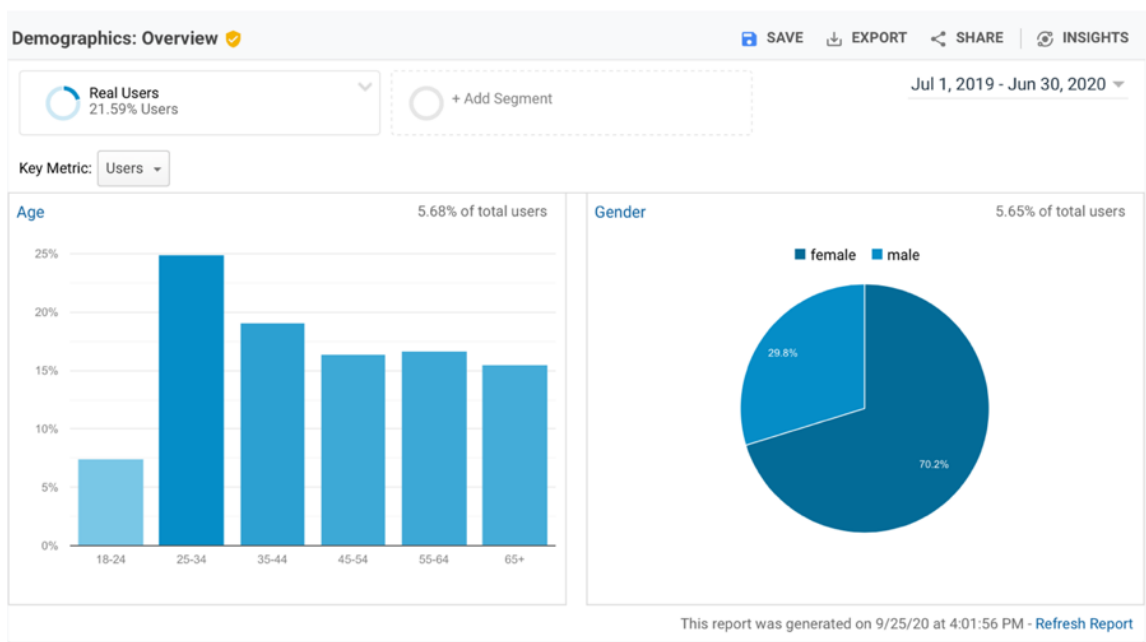 Demographics: Overview
SAVE EXPORT SHARE INSIGHTS
Real Users
21.59% Users
+ Add Segment
Jul 1, 2019 - Jun 30, 2020
Key Metric: Users
Age 5.68% of total users
25%
20%
15%
10%
5%
0%
18-24 25-34 35-44 45-54 55-64 65+
Gender 5.65% of total users
female male
29.8%
70.2%
This report was generated on 9/25/20 at 4:01:56 PM - Refresh Report